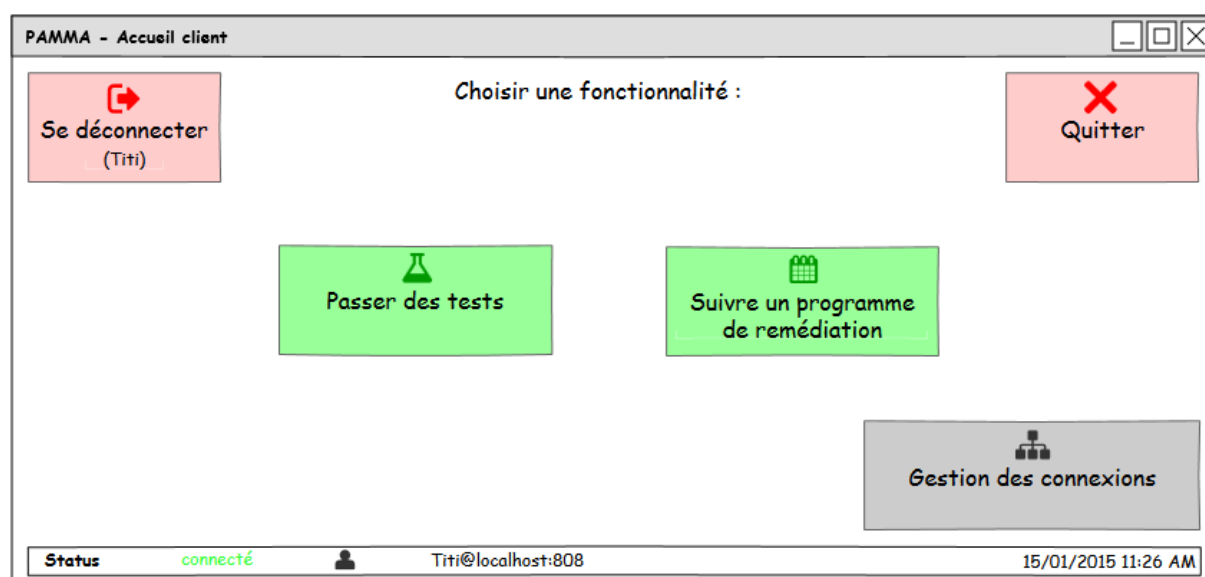 PAMMA - Accueil client
Choisir une fonctionnalité :
Se déconnecter
(Titi)
Quitter
Passer des tests
Suivre un programme
de remédiation
Gestion des connexions
Status connecté Titi@localhost:808 15/01/2015 11:26 AM